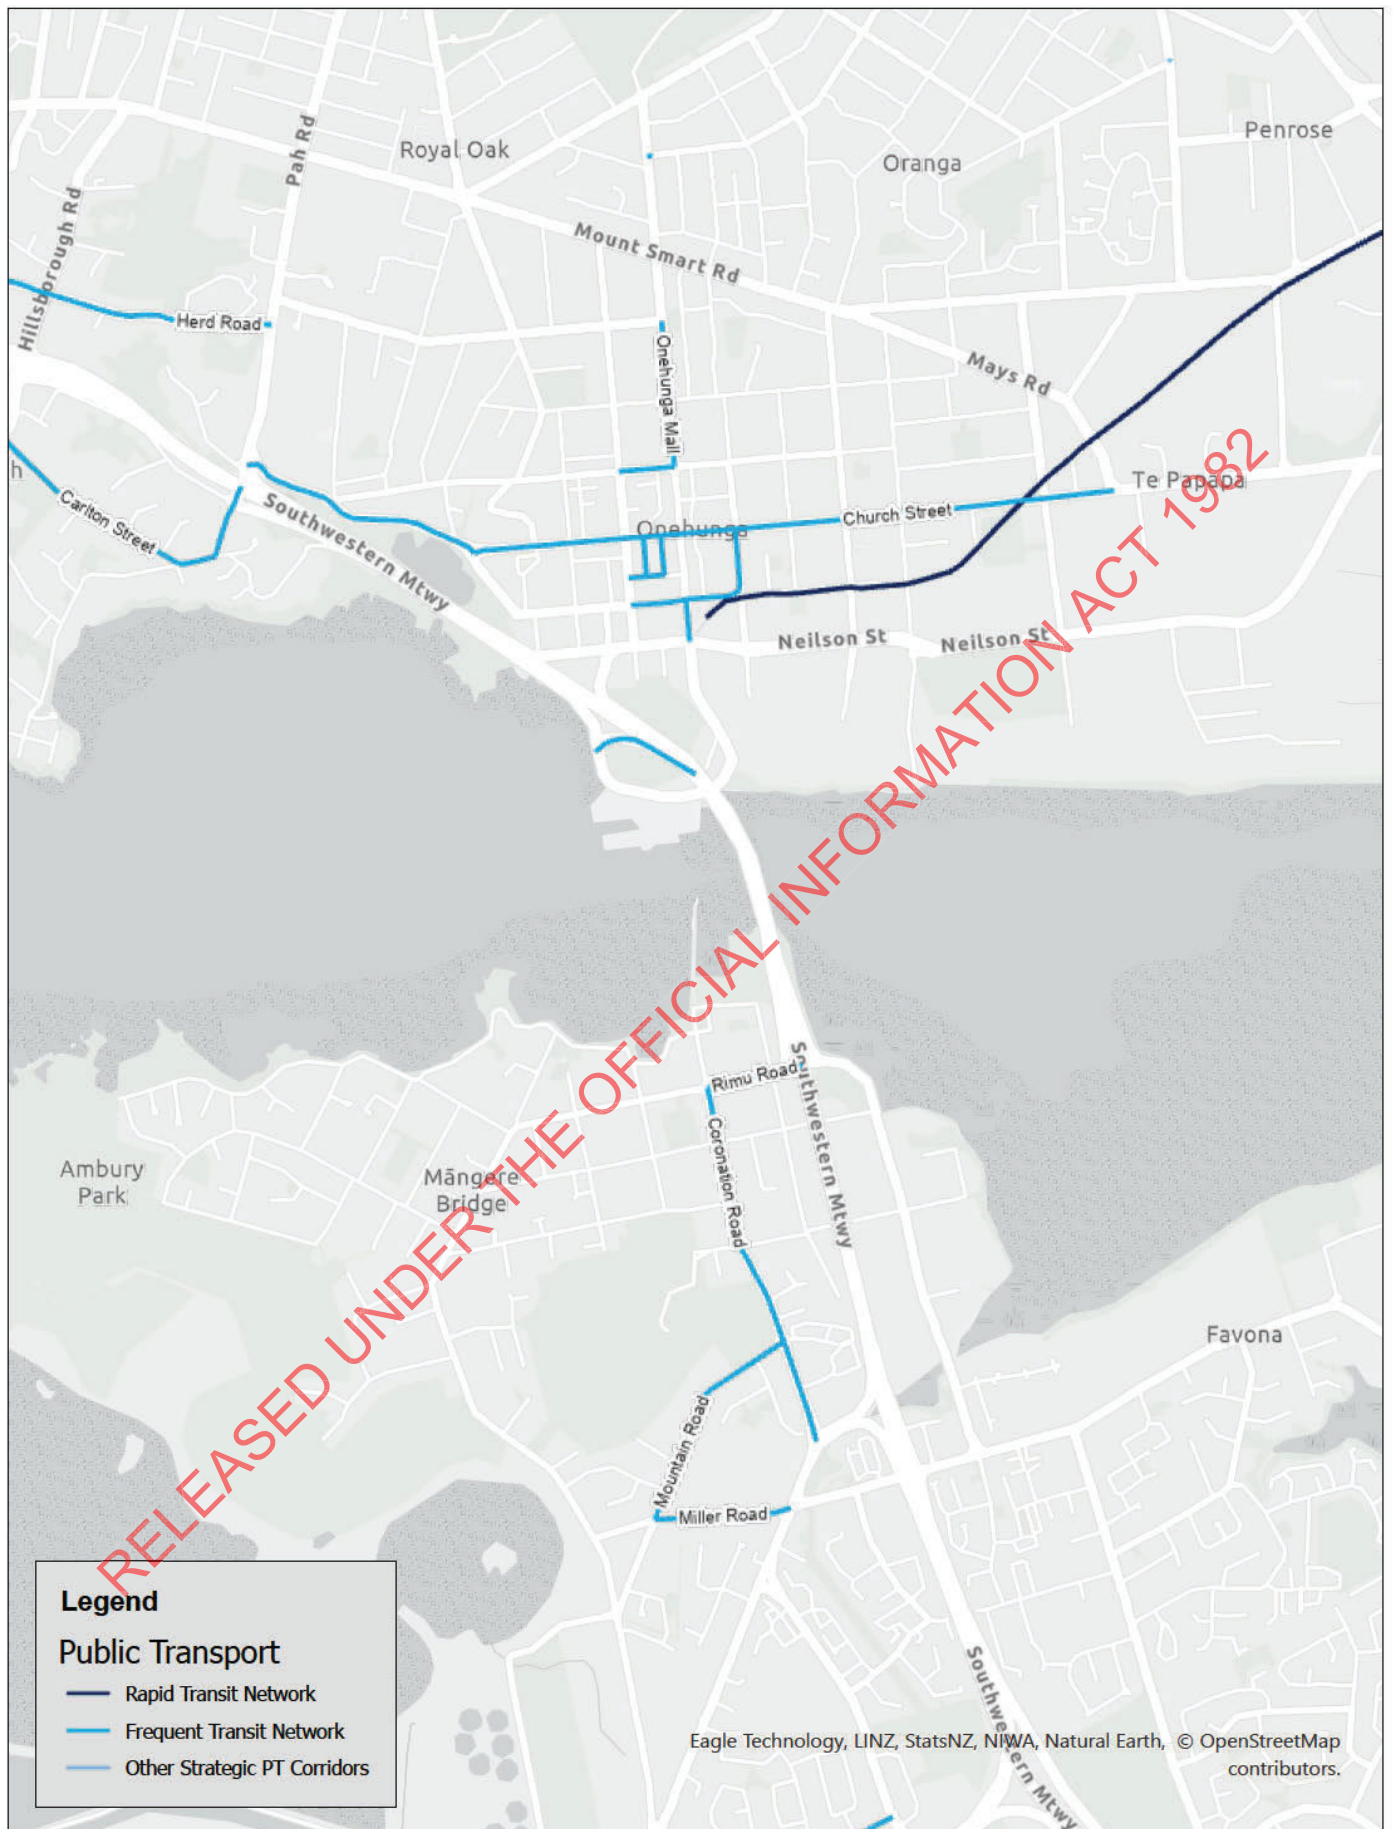 Penrose
Royal Oak
Pah Rd
Oranga
Hillsborough Rd
Mount Smart Rd
Herd Road
Onehunga Mall
Mays Rd
h
Te Papapa
Carlton Street
Southwestern Mtwy
Church Street
Onehunga
Neilson St
Neilson St
RELEASED UNDER THE OFFICIAL INFORMATION ACT 1982
Rimu Road
Southwestern Mtwy
Coronation Road
Ambury
Park
Māngere
Bridge
Favona
Mountain Road
Miller Road
Legend
Public Transport
Rapid Transit Network
Frequent Transit Network
Other Strategic PT Corridors
Southwestern Mtwy
Eagle Technology, LINZ, StatsNZ, NIWA, Natural Earth, © OpenStreetMap
contributors.